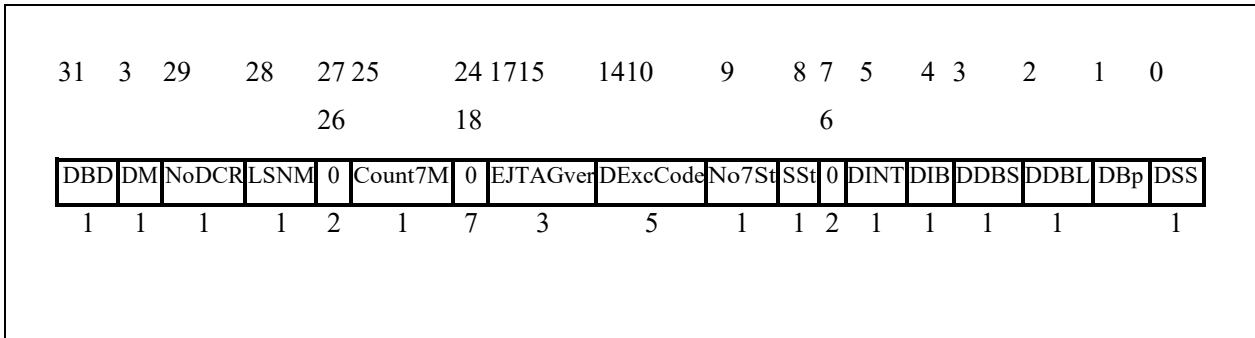 31 3 29 28 27 25 24 1715 1410 9 8 7 5 4 3 2 1 0
26 18 6
DBD DM NoDCR LSNM 0 Count7M 0 EJTAGver DExcCode No7St SSt 0 DINT DIB DDBS DDBL DBp DSS
1 1 1 1 2 1 7 3 5 1 1 2 1 1 1 1 1